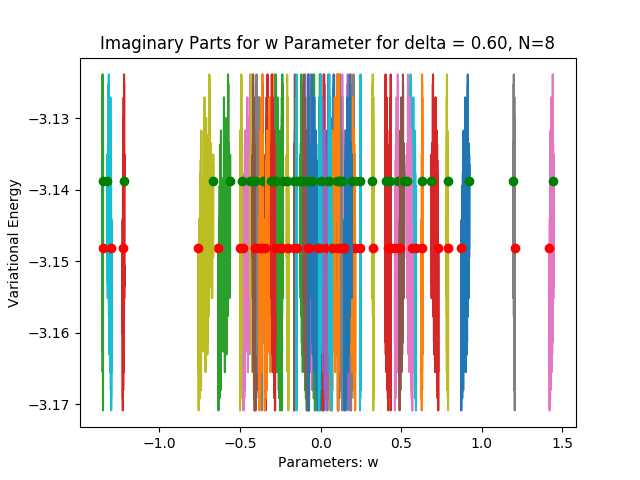 Imaginary Parts for w Parameter for delta = 0.60, N=8
−3.13
−3.14
−3.15
−3.16
−3.17
Variational Energy
−1.0 −0.5 0.0 0.5 1.0 1.5
Parameters: w